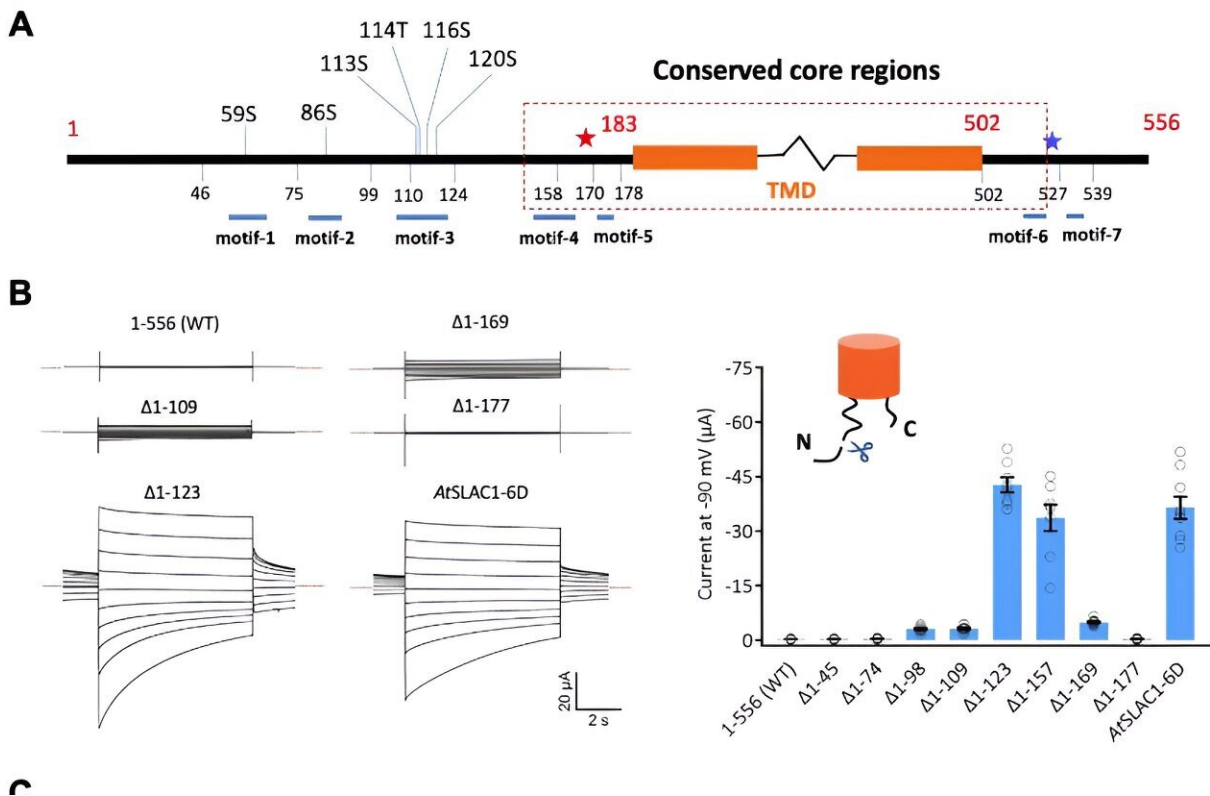 A
114T 116S
113S 120S
Conserved core regions
59S 86S
1 183 502 556
TMD
46 75 99 110 124 158 170 178 502 527 539
motif-1 motif-2 motif-3 motif-4 motif-5 motif-6 motif-7
B
1-556 (WT) Δ1-169
Δ1-109 Δ1-177
Δ1-123 AtSLAC1-6D
20 µA
2 s
Current at -90 mV (µA)
-75
-60
-45
-30
-15
0
N C
1-556 (WT)
Δ1-45
Δ1-74
Δ1-98
Δ1-109
Δ1-123
Δ1-157
Δ1-169
Δ1-177
AtSLAC1-6D